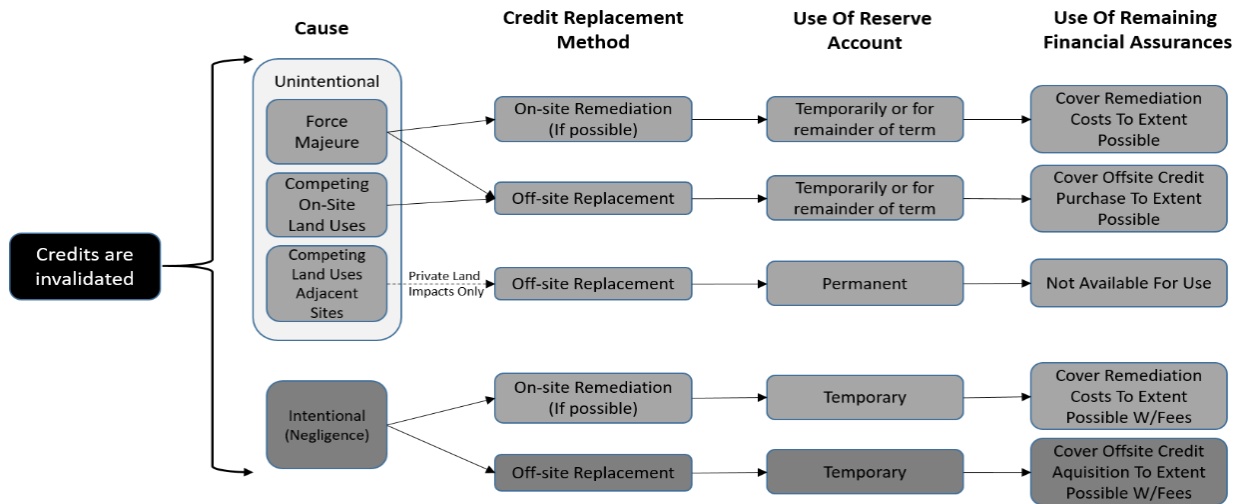 Cause
Credit Replacement
Method
Use Of Reserve
Account
Use Of Remaining
Financial Assurances
Credits are
invalidated
Unintentional
Force
Majeure
On-site Remediation
(If possible)
Temporarily or for
remainder of term
Cover Remediation
Costs To Extent
Possible
Competing
On-Site
Land Uses
Off-site Replacement
Temporarily or for
remainder of term
Cover Offsite Credit
Purchase To Extent
Possible
Competing
Land Uses
Adjacent
Sites
Private Land
Impacts Only
Off-site Replacement
Permanent
Not Available For Use
Intentional
(Negligence)
On-site Remediation
(If possible)
Temporary
Cover Remediation
Costs To Extent
Possible W/Fees
Off-site Replacement
Temporary
Cover Offsite Credit
Aquisition To Extent
Possible W/Fees